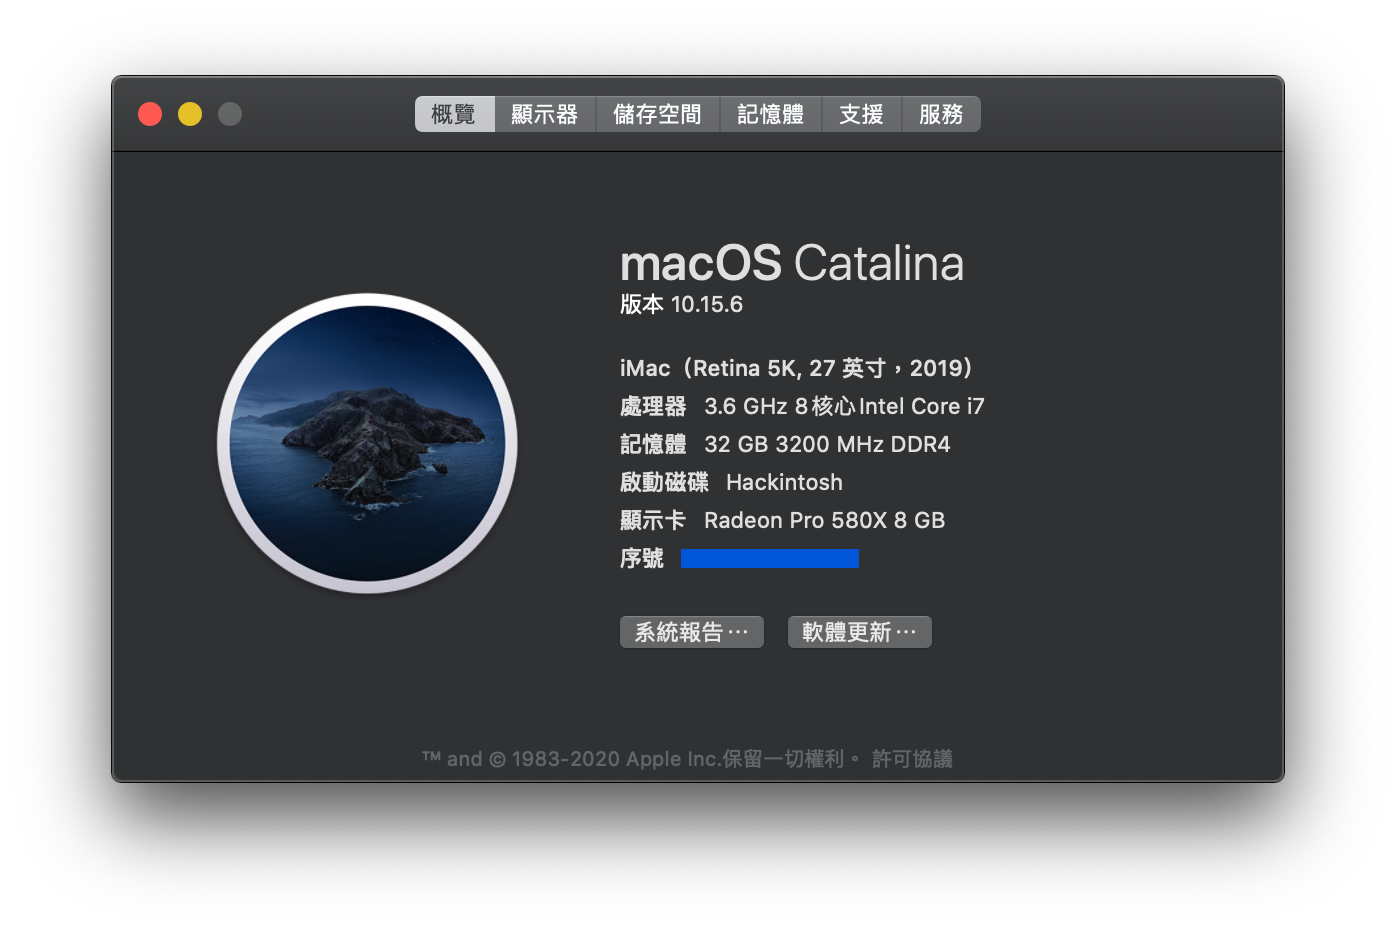 概覽 顯示器 儲存空間 記憶體 支援 服務
macOS Catalina
版本 10.15.6
iMac（Retina 5K, 27 英寸，2019）
處理器 3.6 GHz 8核心Intel Core i7
記憶體 32 GB 3200 MHz DDR4
啟動磁碟 Hackintosh
顯示卡 Radeon Pro 580X 8 GB
序號
系統報告⋯ 軟體更新⋯
™ and © 1983-2020 Apple Inc.保留一切權利。 許可協議